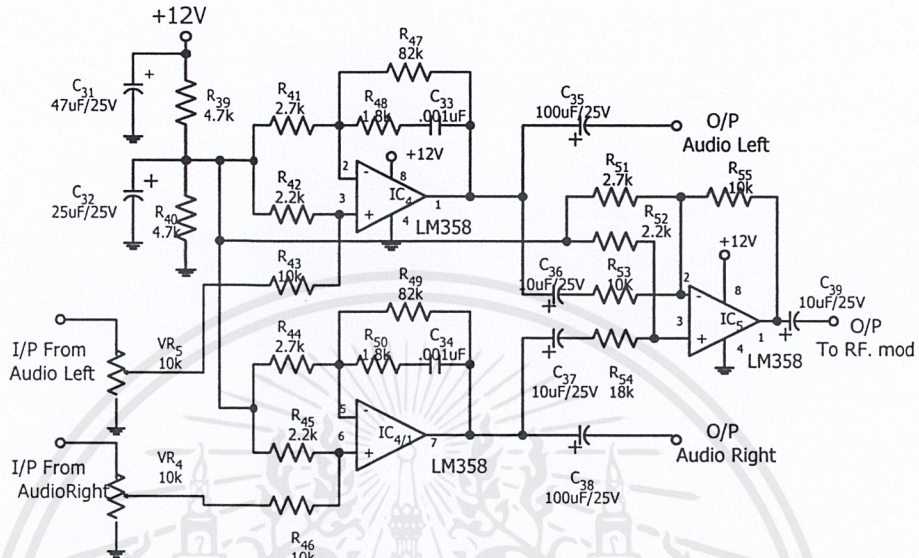 +12V
C31
47uF/25V
R39
4.7k
C32
25uF/25V
R40
4.7k
R41
2.7k
R47
82k
R48
1.8k
C33
.001uF
+12V
2
8
IC4
1
3
4
LM358
R42
2.2k
R43
10k
C35
100uF/25V
O/P
Audio Left
R51
2.7k
R55
10k
R52
2.2k
+12V
C36
10uF/25V
R53
10k
2
8
IC5
3
1
4
LM358
C39
10uF/25V
O/P
To RF. mod
C37
10uF/25V
R54
18k
I/P From
Audio Left
VR5
10k
R49
82k
R44
2.7k
R50
1.8k
C34
.001uF
5
IC4/1
6
7
LM358
R45
2.2k
R46
10k
I/P From
AudioRight
VR4
10k
O/P
Audio Right
C38
100uF/25V